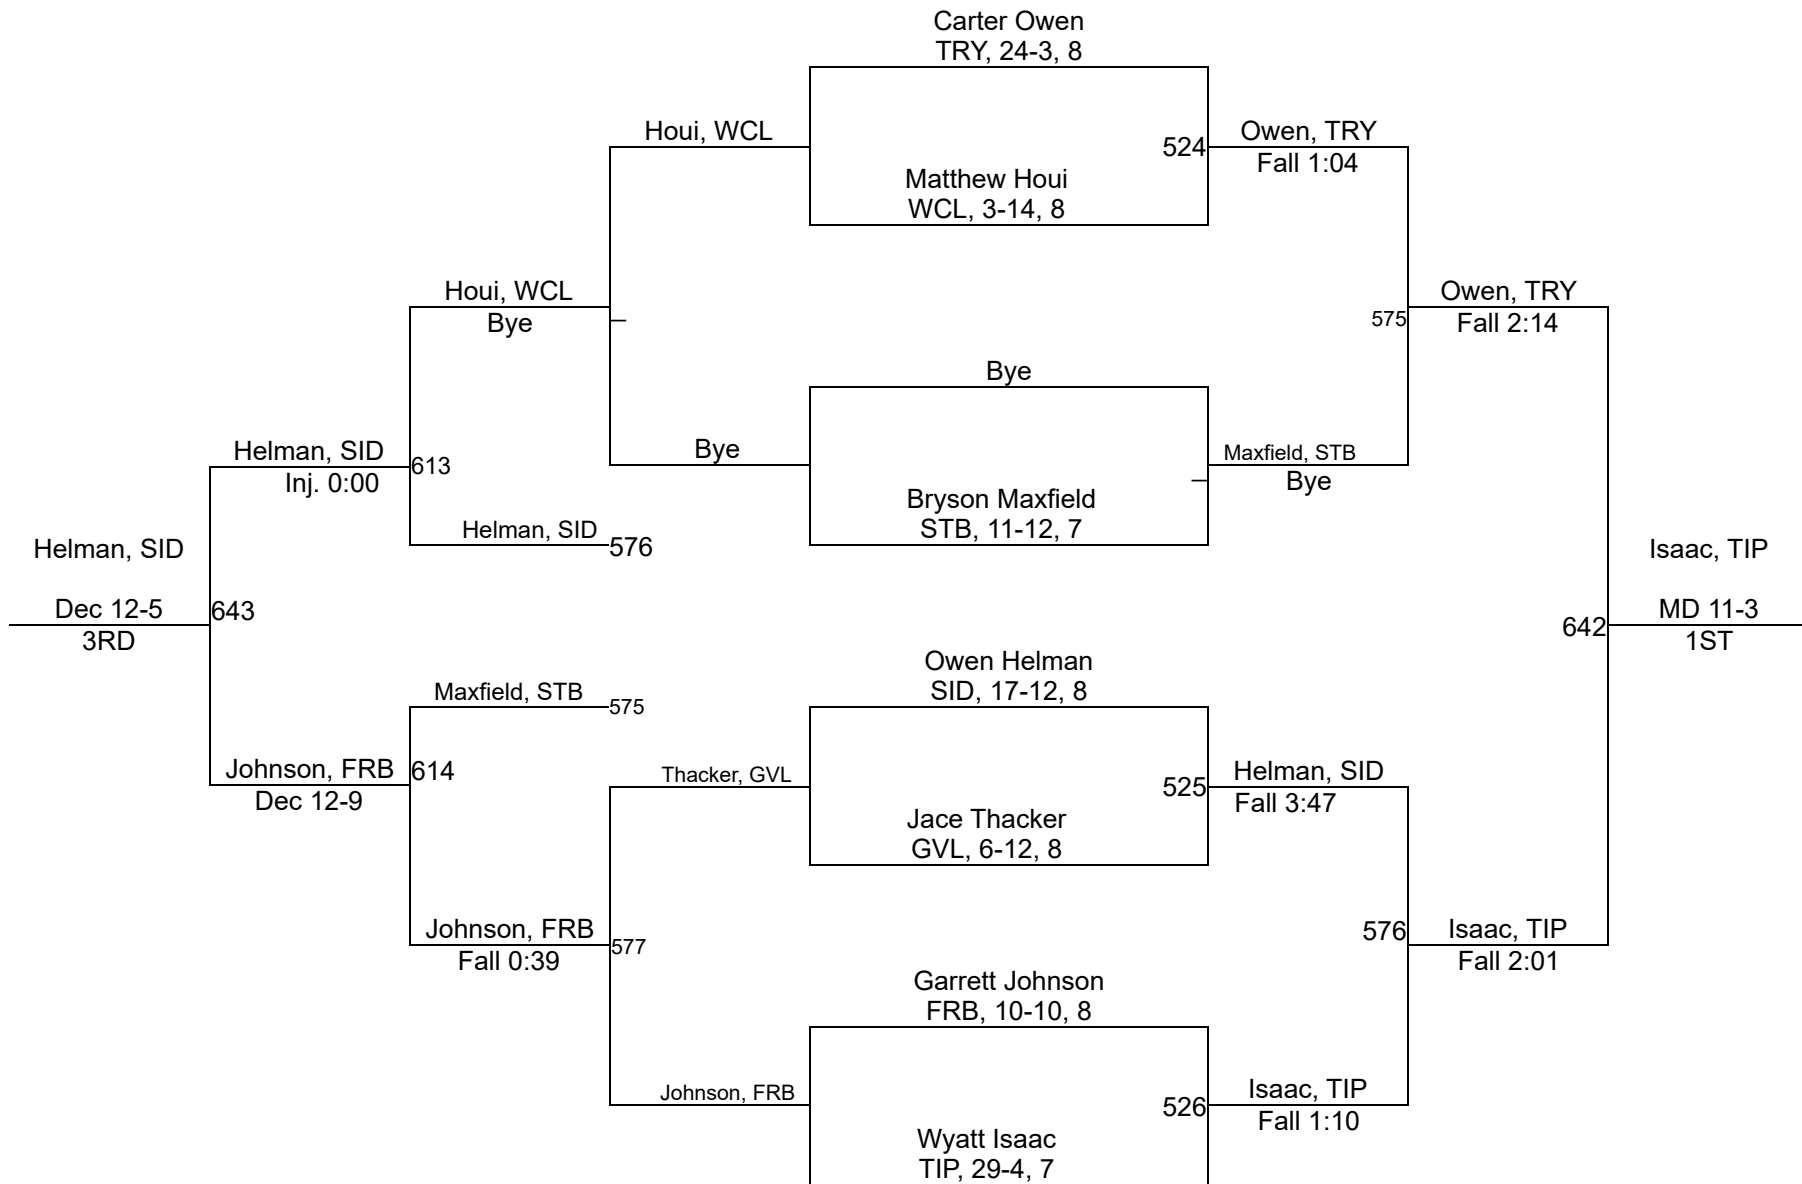 Carter Owen
TRY, 24-3, 8
Houi, WCL
524
Owen, TRY
Fall 1:04
Matthew Houi
WCL, 3-14, 8
Houi, WCL
Bye
575
Owen, TRY
Fall 2:14
Bye
Helman, SID
Inj. 0:00
613
Bye
Maxfield, STB
Bye
Bryson Maxfield
STB, 11-12, 7
Helman, SID
576
Helman, SID
Dec 12-5
3RD
643
Isaac, TIP
MD 11-3
1ST
642
Owen Helman
SID, 17-12, 8
Maxfield, STB
575
Johnson, FRB
Dec 12-9
614
Thacker, GVL
525
Helman, SID
Fall 3:47
Jace Thacker
GVL, 6-12, 8
Johnson, FRB
Fall 0:39
577
576
Isaac, TIP
Fall 2:01
Garrett Johnson
FRB, 10-10, 8
Johnson, FRB
526
Isaac, TIP
Fall 1:10
Wyatt Isaac
TIP, 29-4, 7